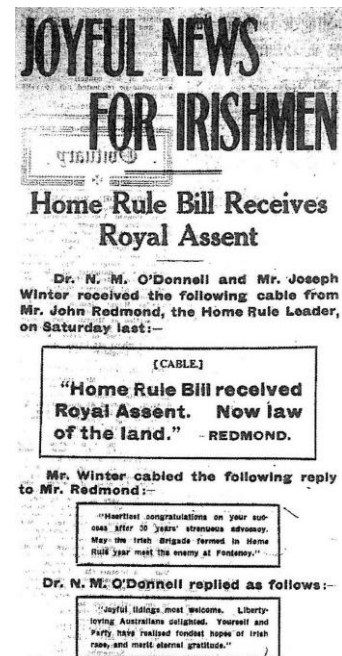 JOYFUL NEWS
FOR IRISHMEN
Obituary
Home Rule Bill Receives
Royal Assent
Dr. N. M. O'Donnell and Mr. Joseph
Winter received the following cable from
Mr. John Redmond, the Home Rule Leader,
on Saturday last:—
[CABLE.]
"Home Rule Bill received
Royal Assent. Now law
of the land." - REDMOND.
Mr. Winter cabled the following reply
to Mr. Redmond:—
"Heartiest congratulations on your suc-
cess after 30 years' strenuous advocacy.
May the Irish Brigade formed in Home
Rule year meet the enemy at Fontenoy."
Dr. N. M. O'Donnell replied as follows:—
"Joyful tidings most welcome. Liberty-
loving Australians delighted. Yourself and
Party have realised fondest hopes of Irish
race, and merit eternal gratitude."